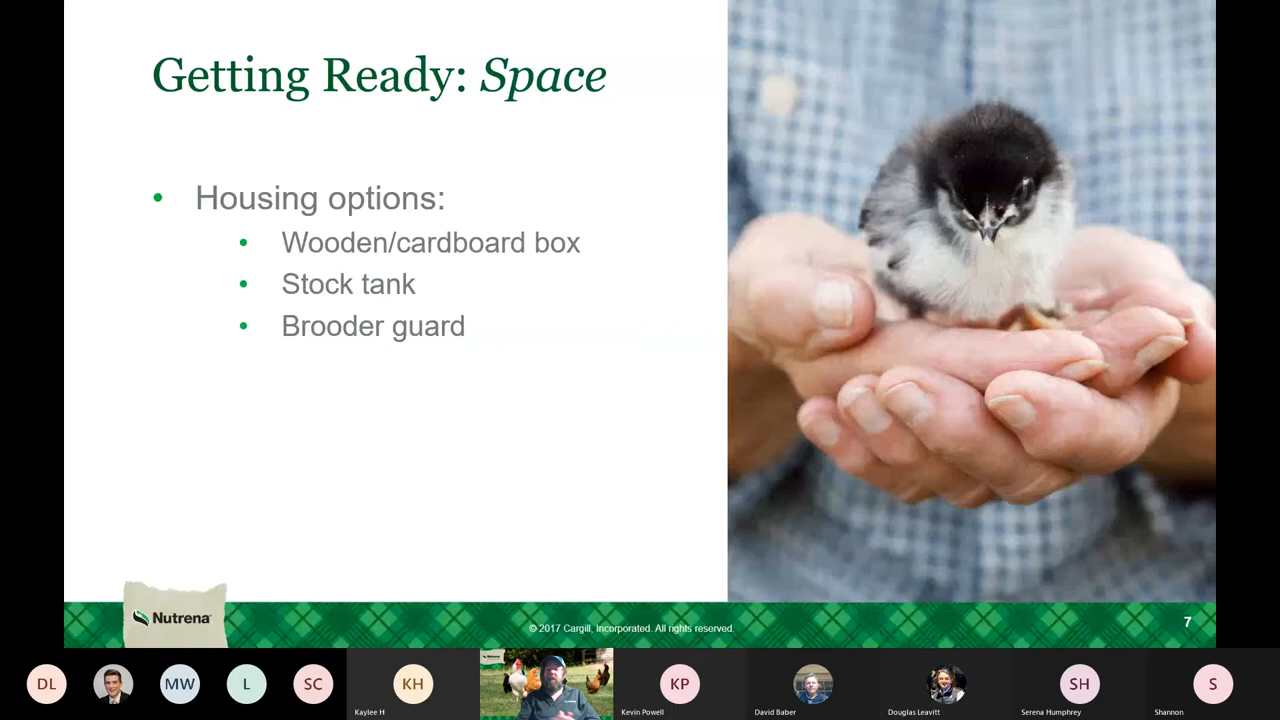 Getting Ready: Space
• Housing options:
• Wooden/cardboard box
• Stock tank
• Brooder guard
Nutrena
© 2017 Cargill, Incorporated. All rights reserved.
7
DL
MW
L
SC
KH
Kaylee H
Nutrena
KP
Kevin Powell
David Baber
Douglas Leavitt
SH
Serena Humphrey
S
Shannon